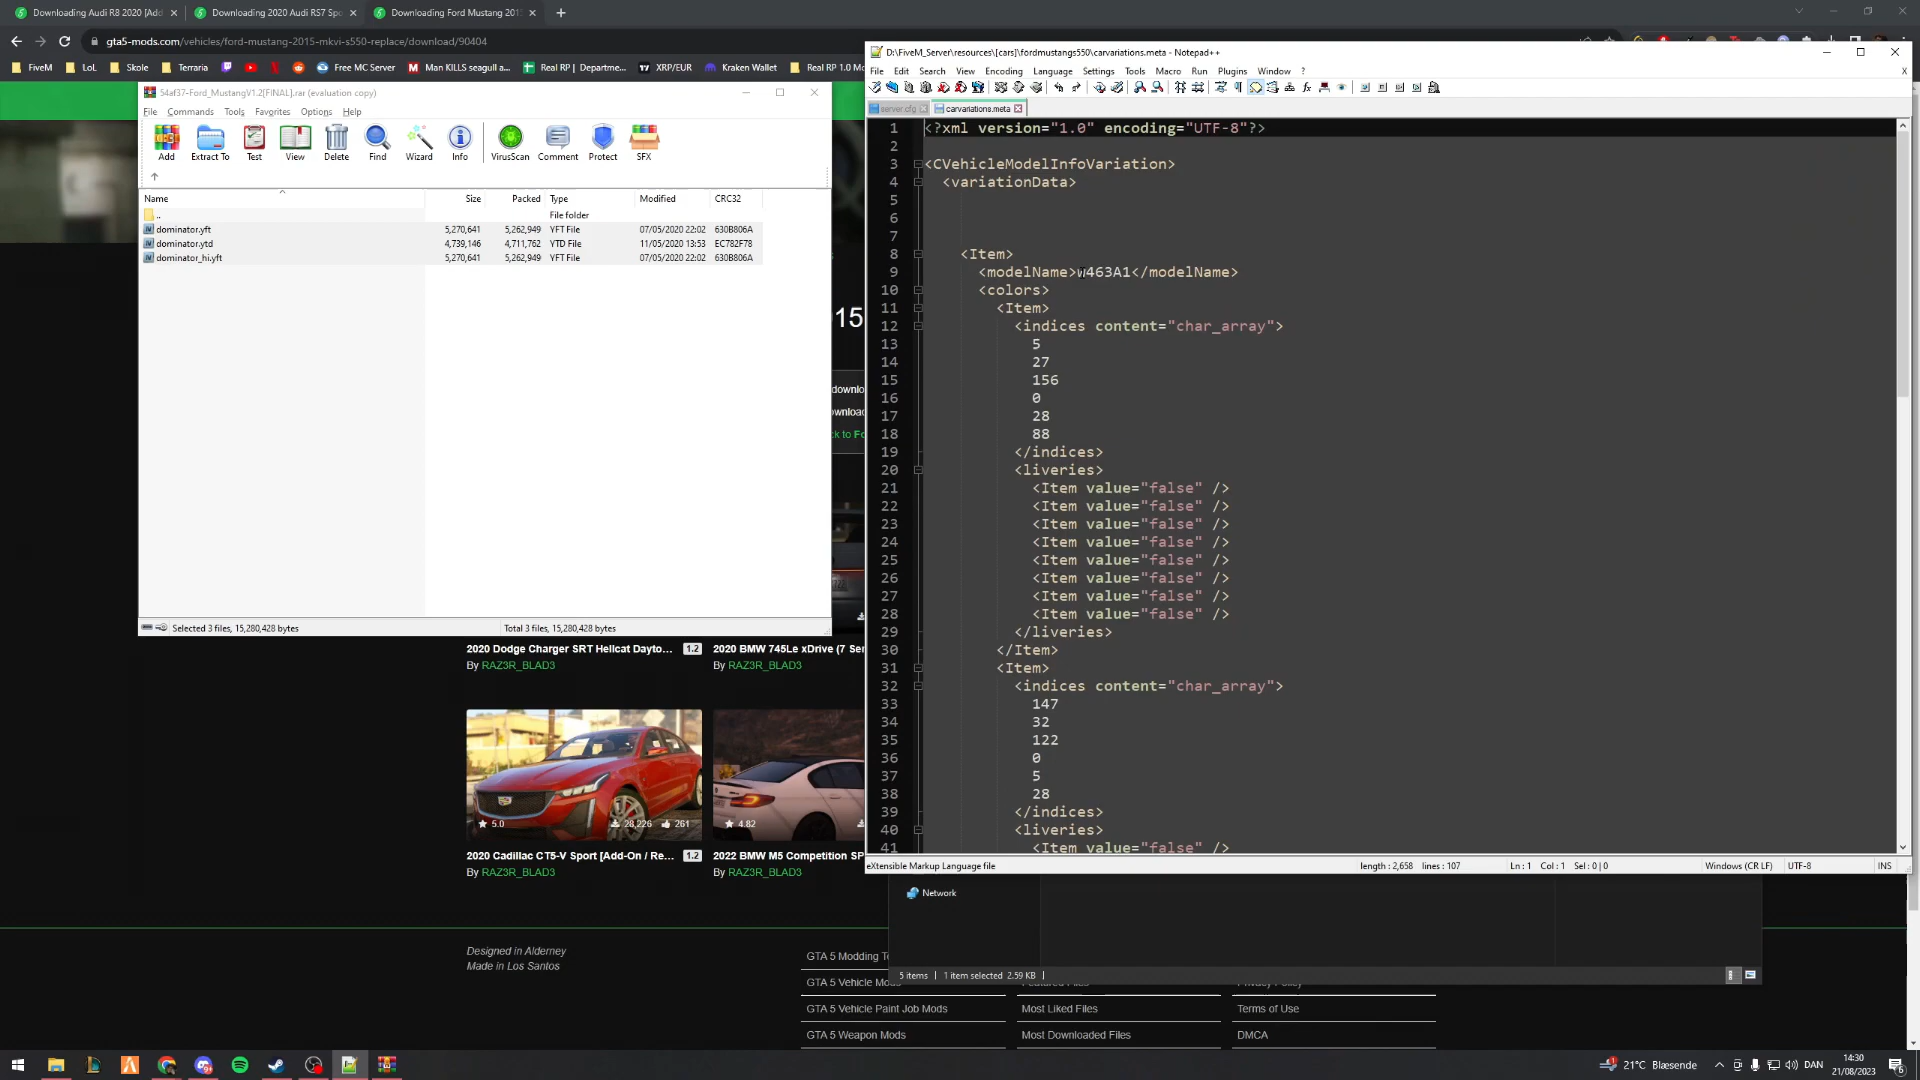 Downloading Audi R8 2020 [Add
Downloading 2020 Audi RS7 Spo
Downloading Ford Mustang 201
gta5-mods.com/vehicles/ford-mustang-2015-mkvi-s550-replace/download/90404
FiveM
LoL
Skole
Terraria
Free MC Server
Man KILLS seagull a...
Real RP | Departme...
XRP/EUR
Kraken Wallet
Real RP 1.0 Mo
54af37-Ford_MustangV1.2[FINAL].rar (evaluation copy)
File Commands Tools Favorites Options Help
Add
Extract To
Test
View
Delete
Find
Wizard
Info
VirusScan
Comment
Protect
SFX
Name Size Packed Type Modified CRC32
.. File folder
dominator.yft 5,270,641 5,262,949 YFT File 07/05/2020 22:02 630B806A
dominator.ytd 4,739,146 4,711,762 YTD File 11/05/2020 13:53 EC782F78
dominator_hi.yft 5,270,641 5,262,949 YFT File 07/05/2020 22:02 630B806A
Selected 3 files, 15,280,428 bytes
Total 3 files, 15,280,428 bytes
15
downlo
downloa
k to Fo
2020 Dodge Charger SRT Hellcat Dayto... 1.2
By RAZ3R_BLAD3
2020 BMW 745Le xDrive (7 Ser
By RAZ3R_BLAD3
5.0
28,226
261
4.82
2020 Cadillac CT5-V Sport [Add-On / Re... 1.2
By RAZ3R_BLAD3
2022 BMW M5 Competition SP
By RAZ3R_BLAD3
Designed in Alderney
Made in Los Santos
GTA 5 Modding To
GTA 5 Vehicle Mods
GTA 5 Vehicle Paint Job Mods
GTA 5 Weapon Mods
Featured Files
Most Liked Files
Most Downloaded Files
Privacy Policy
Terms of Use
DMCA
D:\FiveM_Server\resources\[cars]\fordmustangs550\carvariations.meta - Notepad++
File Edit Search View Encoding Language Settings Tools Macro Run Plugins Window ?
X
server.cfg
carvariations.meta
1 <?xml version="1.0" encoding="UTF-8"?>
2
3 <CVehicleModelInfoVariation>
4 <variationData>
5
6
7
8 <Item>
9 <modelName> 463A1</modelName>
10 <colors>
11 <Item>
12 <indices content="char_array">
13 5
14 27
15 156
16 0
17 28
18 88
19 </indices>
20 <liveries>
21 <Item value="false" />
22 <Item value="false" />
23 <Item value="false" />
24 <Item value="false" />
25 <Item value="false" />
26 <Item value="false" />
27 <Item value="false" />
28 <Item value="false" />
29 </liveries>
30 </Item>
31 <Item>
32 <indices content="char_array">
33 147
34 32
35 122
36 0
37 5
38 28
39 </indices>
40 <liveries>
41 <Item value="false" />
eXtensible Markup Language file
length : 2,658 lines : 107
Ln : 1 Col : 1 Sel : 0 | 0
Windows (CR LF)
UTF-8
INS
Network
5 items
1 item selected 2.59 KB
21°C Blæsende
DAN
14:30
21/08/2023